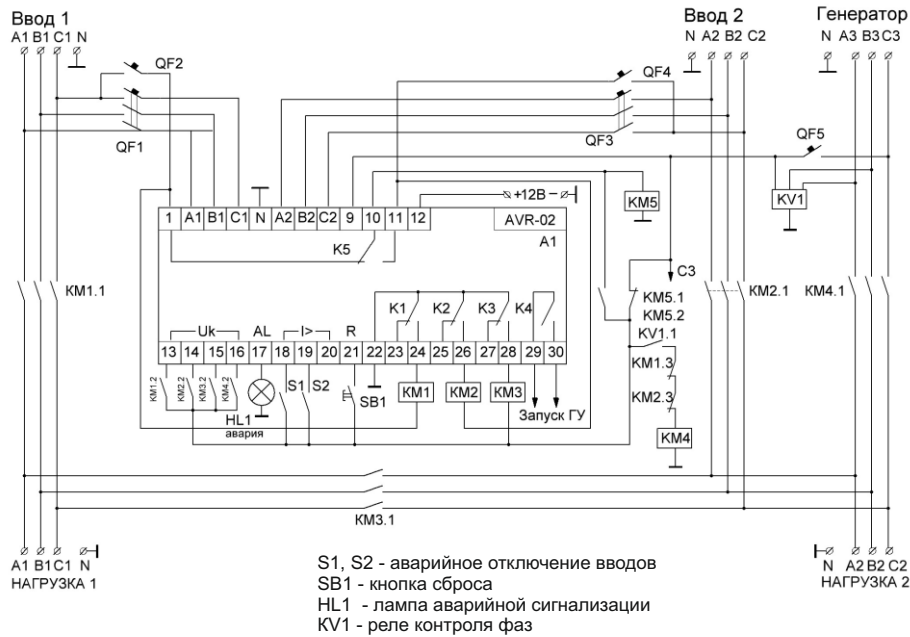 Ввод 1
A1 B1 C1 N
Ввод 2
N A2 B2 C2
Генератор
N A3 B3 C3
QF2
QF1
QF4
QF3
QF5
+12В –
KM5
KV1
1 A1 B1 C1 N A2 B2 C2 9 10 11 12
AVR-02
A1
K5
C3
KM1.1
KM5.1
KM5.2
KM2.1
KM4.1
K1 K2 K3 K4
KV1.1
Uk AL I> R
13 14 15 16 17 18 19 20 21 22 23 24 25 26 27 28 29 30
KM1.3
KM1.2
KM2.2
KM3.2
KM4.2
S1 S2
SB1
KM1 KM2 KM3
KM2.3
HL1
авария
Запуск ГУ
KM4
KM3.1
A1 B1 C1 N
НАГРУЗКА 1
N A2 B2 C2
НАГРУЗКА 2
S1, S2 - аварийное отключение вводов
SB1 - кнопка сброса
HL1 - лампа аварийной сигнализации
KV1 - реле контроля фаз